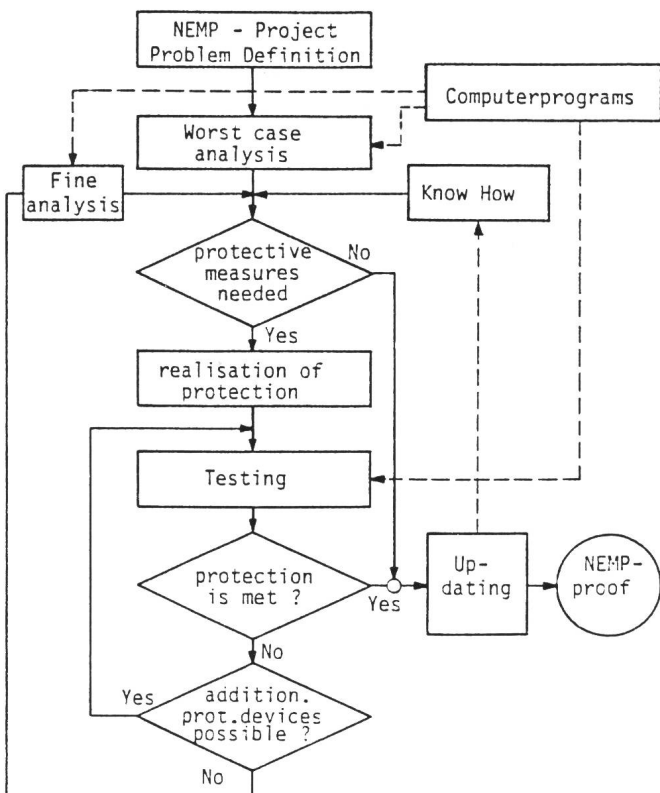 NEMP - Project
Problem Definition
Computerprograms
Worst case
analysis
Fine
analysis
Know How
protective
measures
needed
No
Yes
realisation of
protection
Testing
protection
is met ?
Yes
Up-
dating
NEMP-
proof
No
Yes
addition.
prot.devices
possible ?
No